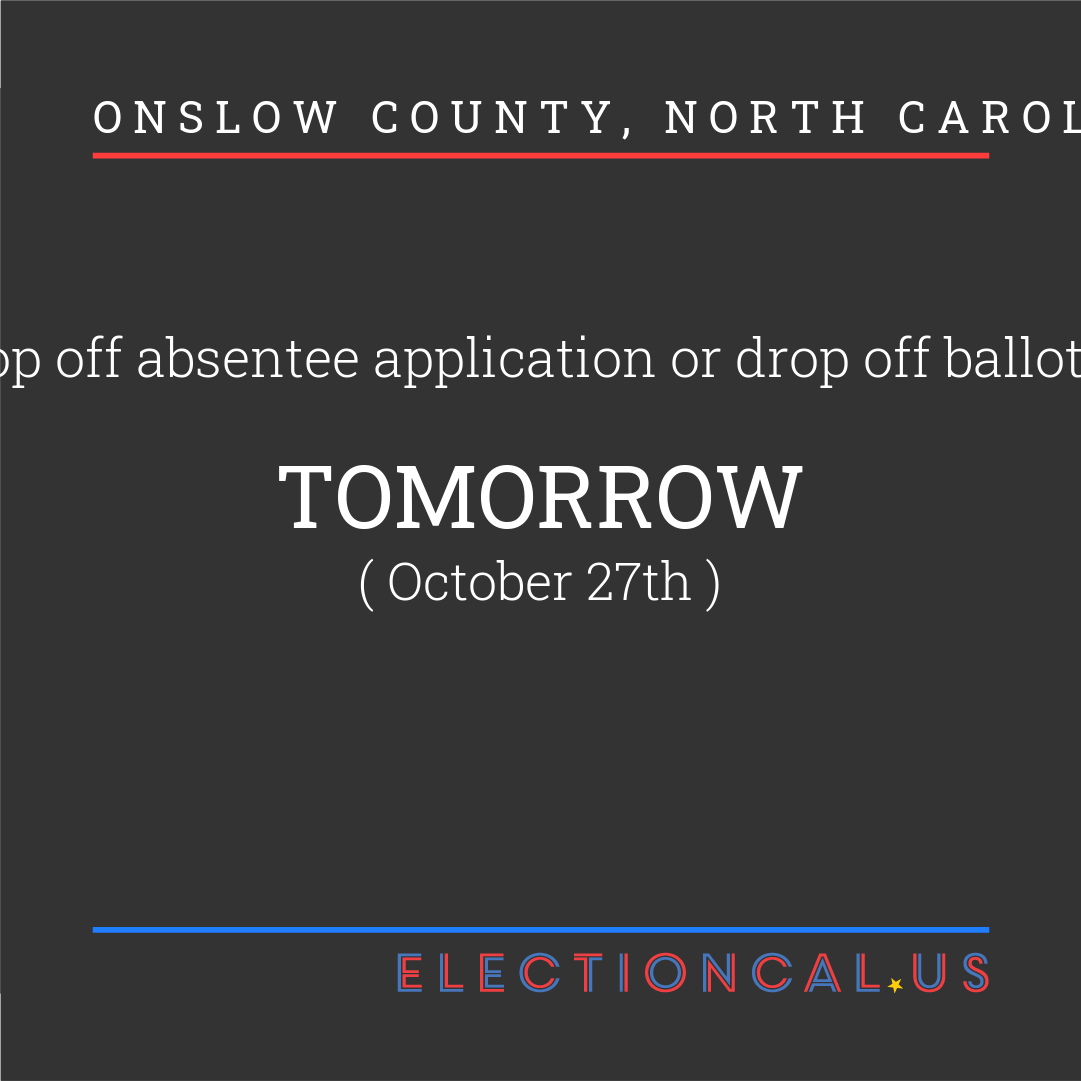 ONSLOW COUNTY, NORTH CAROL
op off absentee application or drop off ballot
TOMORROW
( October 27th )
ELECTIONCAL.US